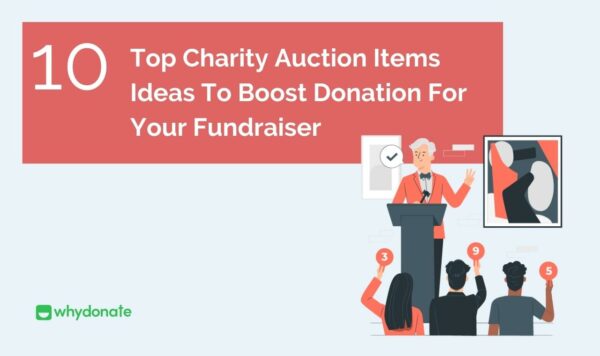 10
Top Charity Auction Items
Ideas To Boost Donation For
Your Fundraiser
3
9
5
whydonate